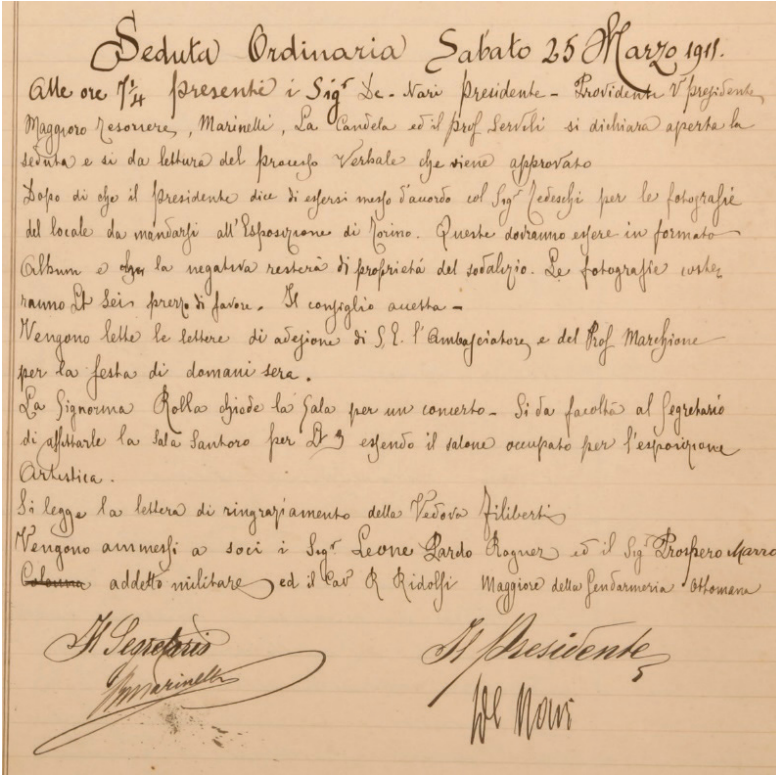 Seduta Ordinaria Sabato 25 Marzo 1911.
Alle ore 7¼ presenti i Sigr De-Nari Presidente - Providenti V presidente,
Maggioro Tesoriere, Marinelli, La Candela ed il prof Servili si dichiara aperta la
seduta e si da lettura del processo Verbale che viene approvato
Dopo di che il presidente dice di essersi messo d'accordo col Sigr Tedeschi per le fotografie
del locale da mandarsi all'Esposizione di Torino. Queste dovranno essere in formato
Album e la negativa resterà di proprietá del sodalizio. Le fotografie coste
ranno Lt Sei prezzo di favore. Il consiglio accetta -
Vengono lette le lettere di adesione di S.E. l'Ambasciatore, e del Prof Marchione
per la festa di domani sera.
La Signorina Rolla chiede la Sala per un concerto - Si da facoltà al Segretario
di affittarle la Sala Santoro per Lt 3 essendo il salone occupato per l'esposizione
Artistica.
Si legge la lettera di ringraziamento della Vedova Filiberti
Vengono ammessi a soci i Sigr Leone Pardo Ragner ed il Sig Prospero Marro
Colonna addetto militare ed il Cav R Ridolfi Maggiore della Gendarmeria Ottomana
Il Segretario Il Presidente
Marinelli De Nari